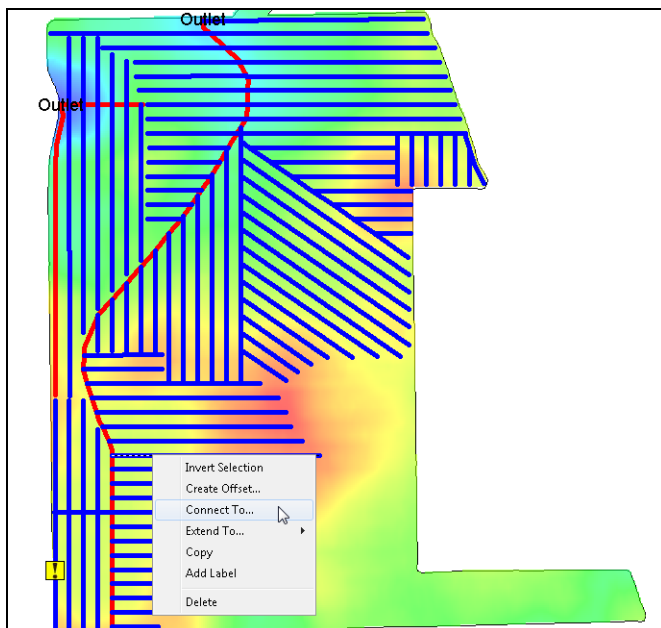 Outlet
Outlet
Invert Selection
Create Offset...
Connect To...
Extend To...
Copy
Add Label
!
Delete